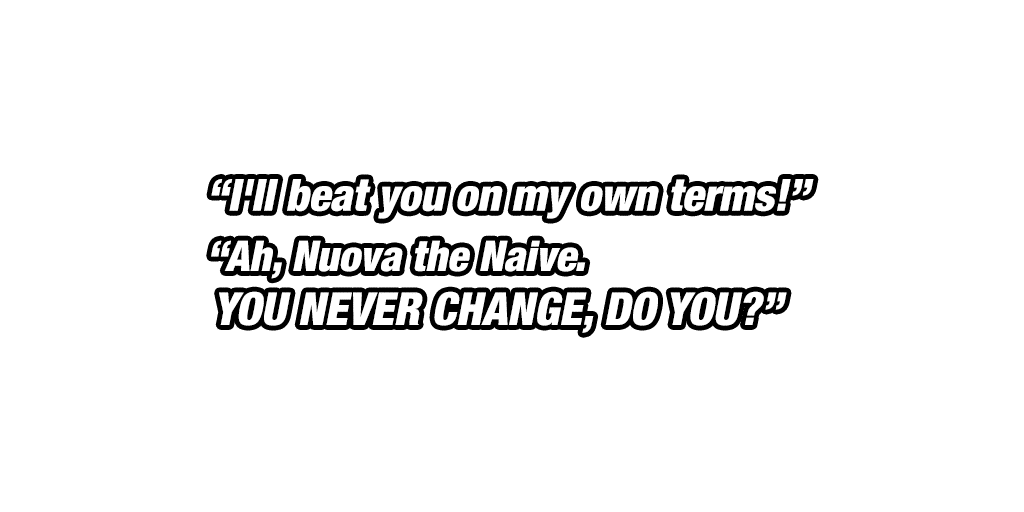 “I'll beat you on my own terms!”
“Ah, Nuova the Naive.
YOU NEVER CHANGE, DO YOU?”